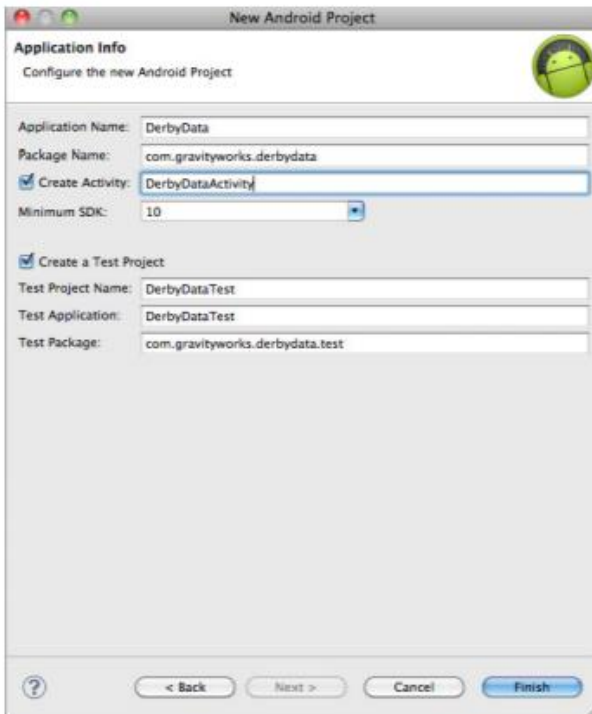 New Android Project
Application Info
Configure the new Android Project
Application Name: DerbyData
Package Name: com.gravityworks.derbydata
Create Activity: DerbyDataActivity
Minimum SDK: 10
Create a Test Project
Test Project Name: DerbyDataTest
Test Application: DerbyDataTest
Test Package: com.gravityworks.derbydata.test
? < Back Next > Cancel Finish